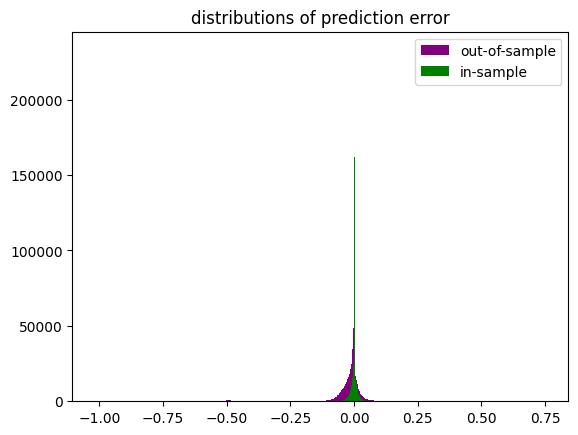 distributions of prediction error
out-of-sample
in-sample
200000
150000
100000
50000
0
−1.00 −0.75 −0.50 −0.25 0.00 0.25 0.50 0.75